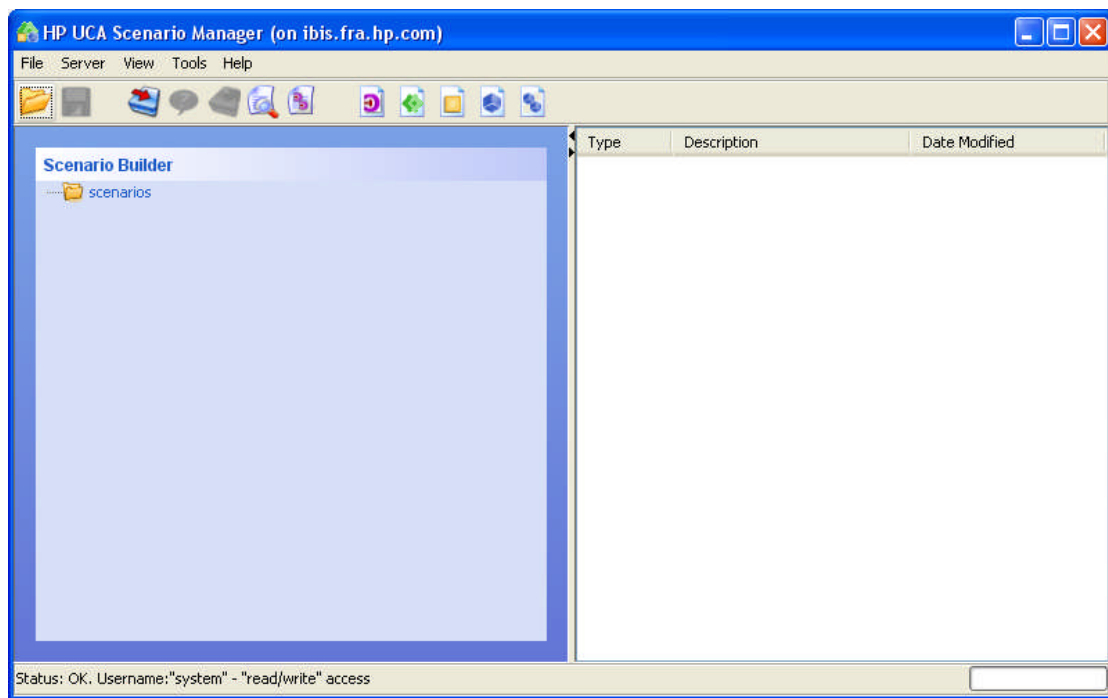 HP UCA Scenario Manager (on ibis.fra.hp.com)
File Server View Tools Help
Type Description Date Modified
Scenario Builder
scenarios
Status: OK. Username:"system" - "read/write" access